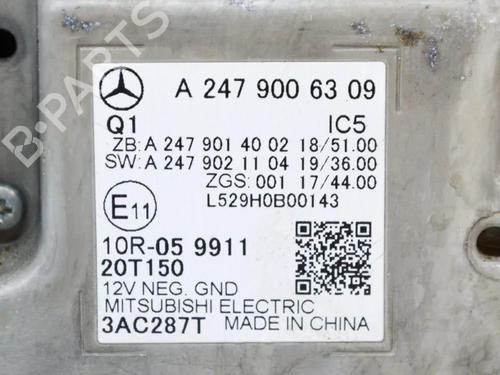 A 247 900 63 09
Q1 IC5
ZB: A 247 901 40 02 18/51.00
SW: A 247 902 11 04 19/36.00
ZGS: 001 17/44.00
L529H0B00143
E11
10R-05 9911
20T150
12V NEG. GND
MITSUBISHI ELECTRIC
3AC287T MADE IN CHINA